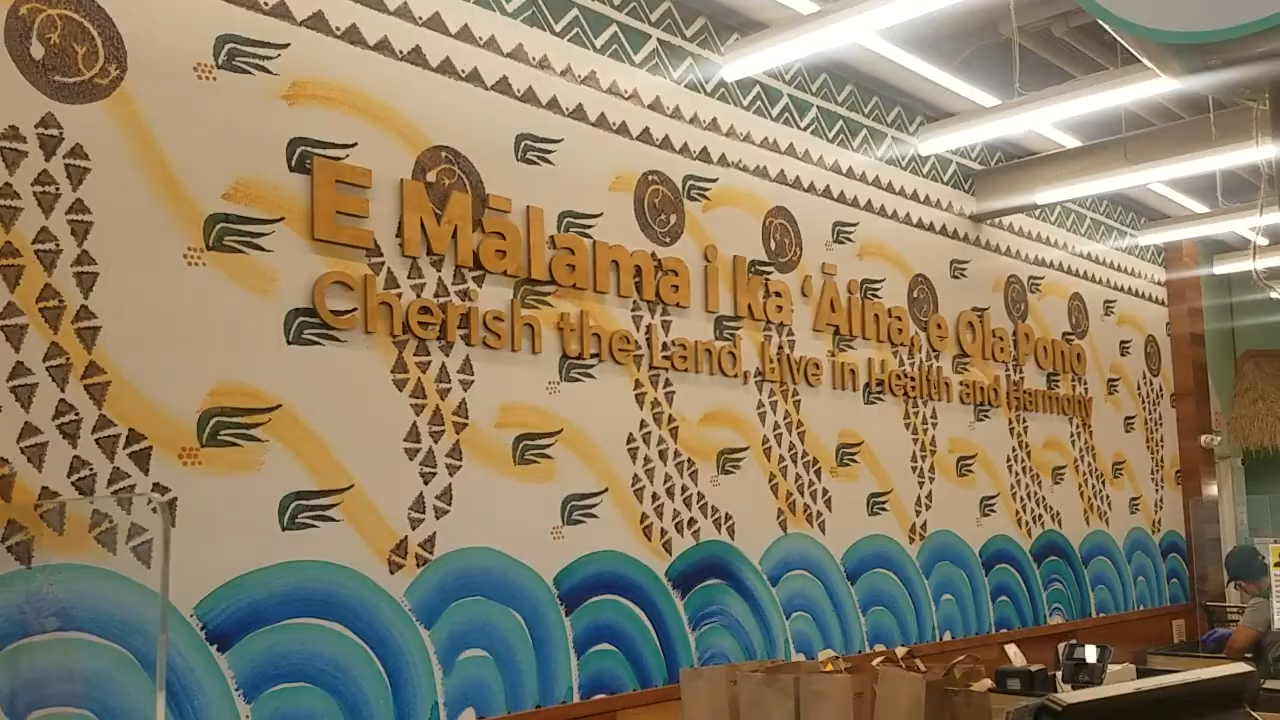 E Mālama i ka ʻĀina, e Ola Pono
Cherish the Land, Live in Health and Harmony